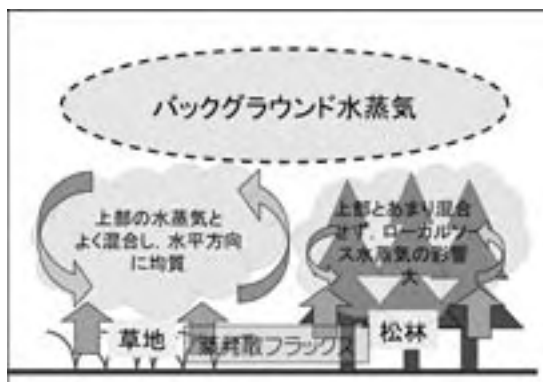 バックグラウンド水蒸気
上部の水蒸気と
よく混合し、水平方向
に均質
上部とあまり混合
せず、ローカルソー
ス水蒸気の影響
大
草地
蒸発散フラックス
松林